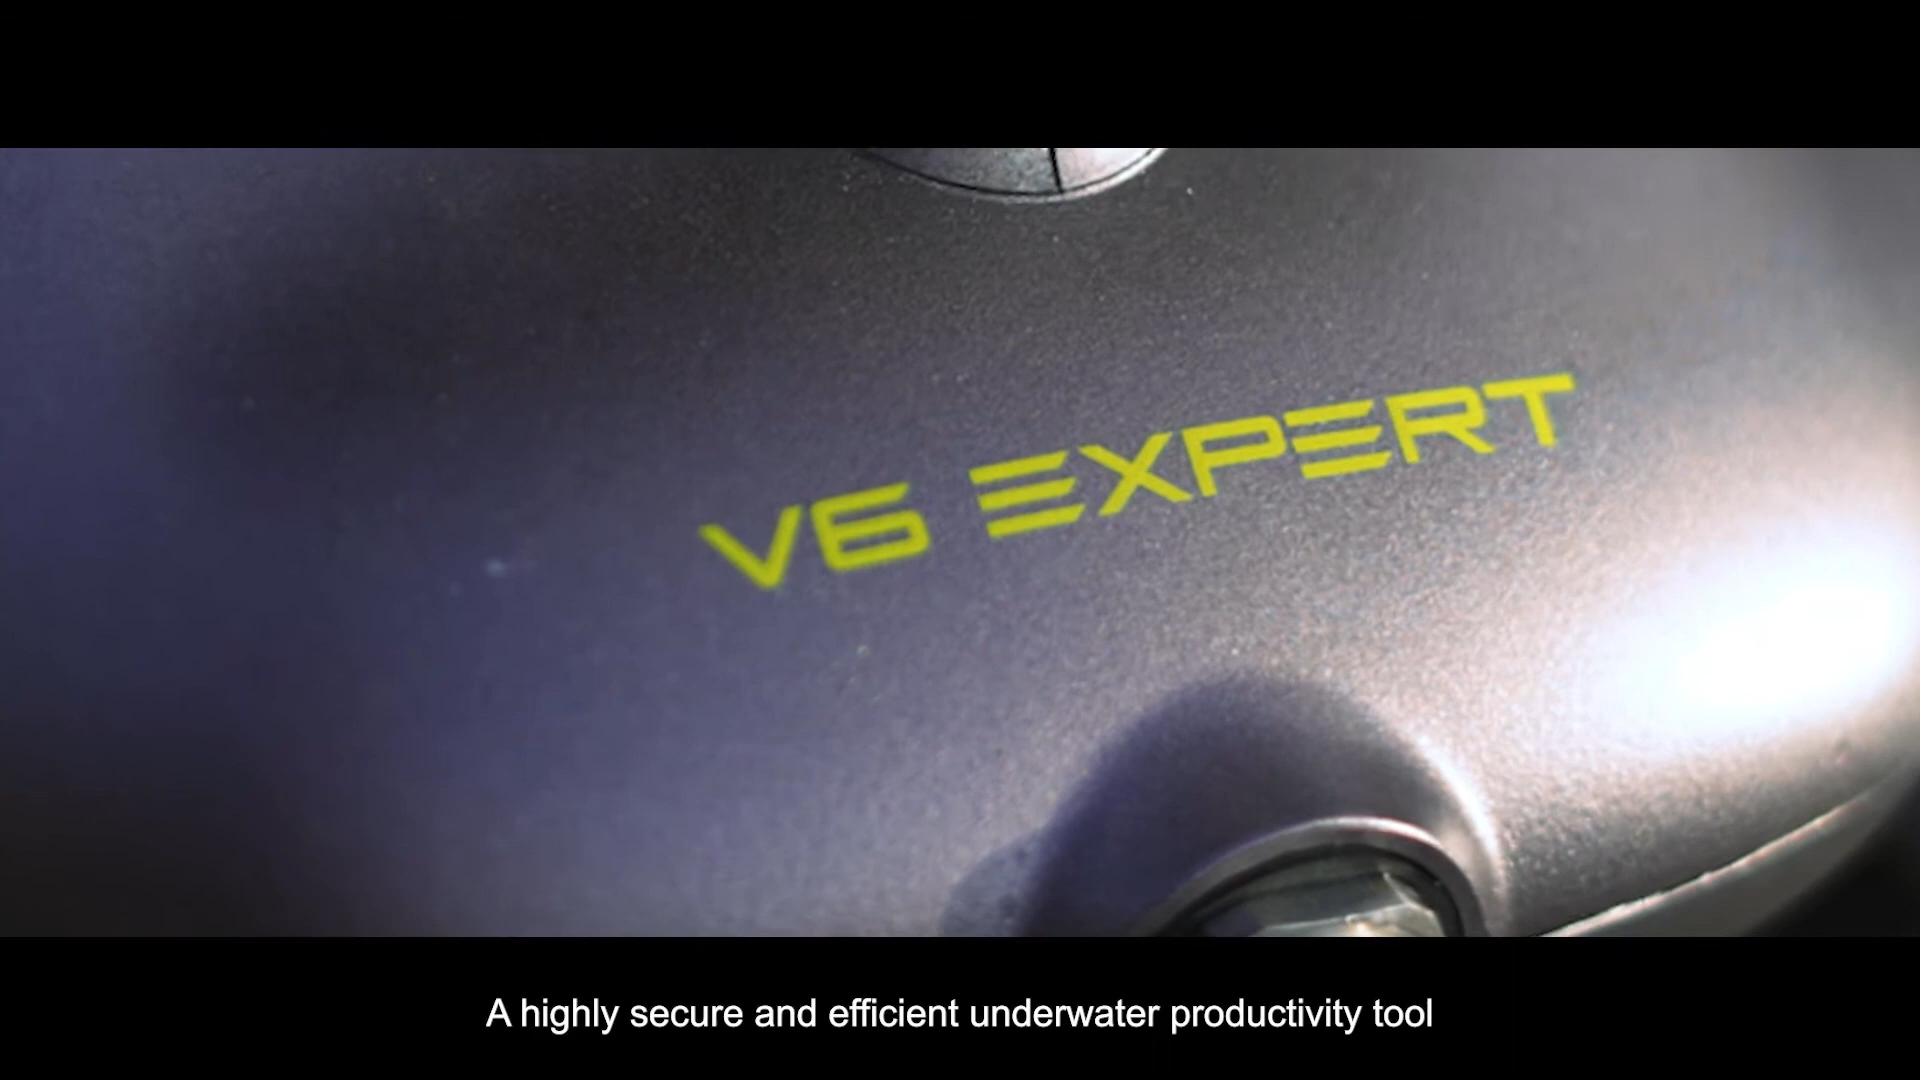 V6 EXPERT
A highly secure and efficient underwater productivity tool